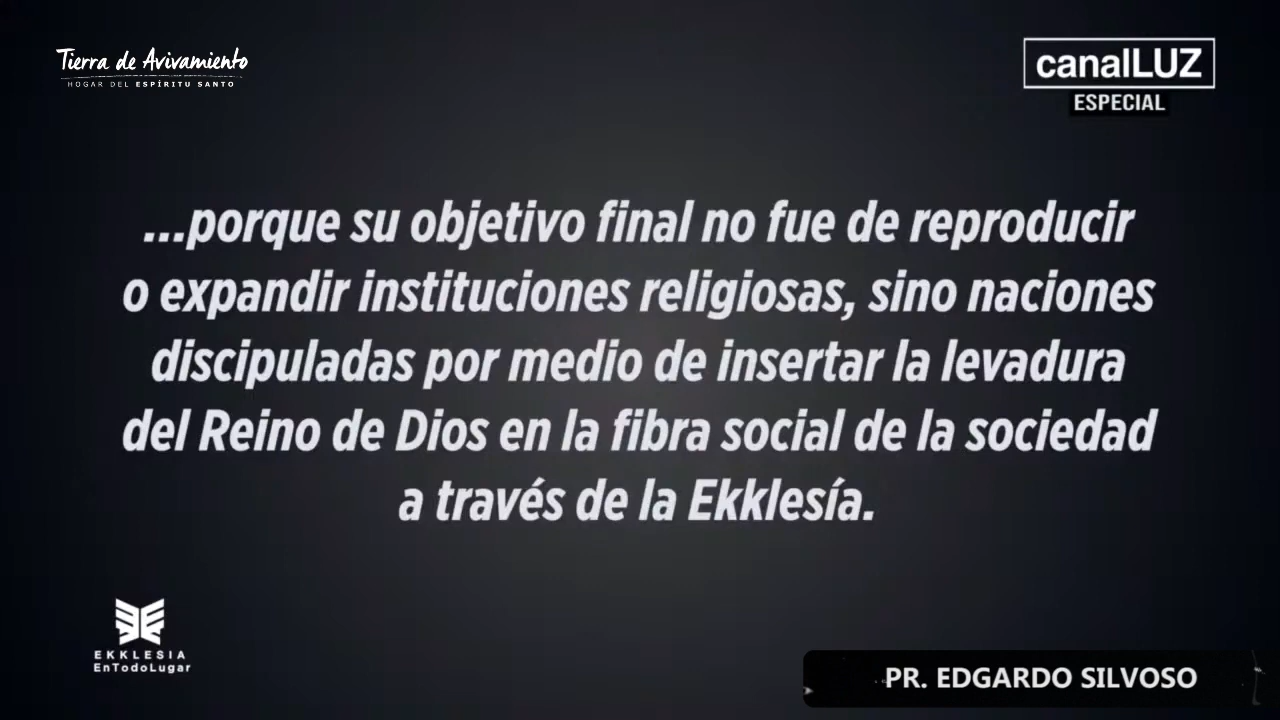 Tierra de Avivamiento
HOGAR DEL ESPÍRITU SANTO
canalLUZ
ESPECIAL
...porque su objetivo final no fue de reproducir
o expandir instituciones religiosas, sino naciones
discipuladas por medio de insertar la levadura
del Reino de Dios en la fibra social de la sociedad
a través de la Ekklesía.
EKKLESIA
EnTodoLugar
PR. EDGARDO SILVOSO